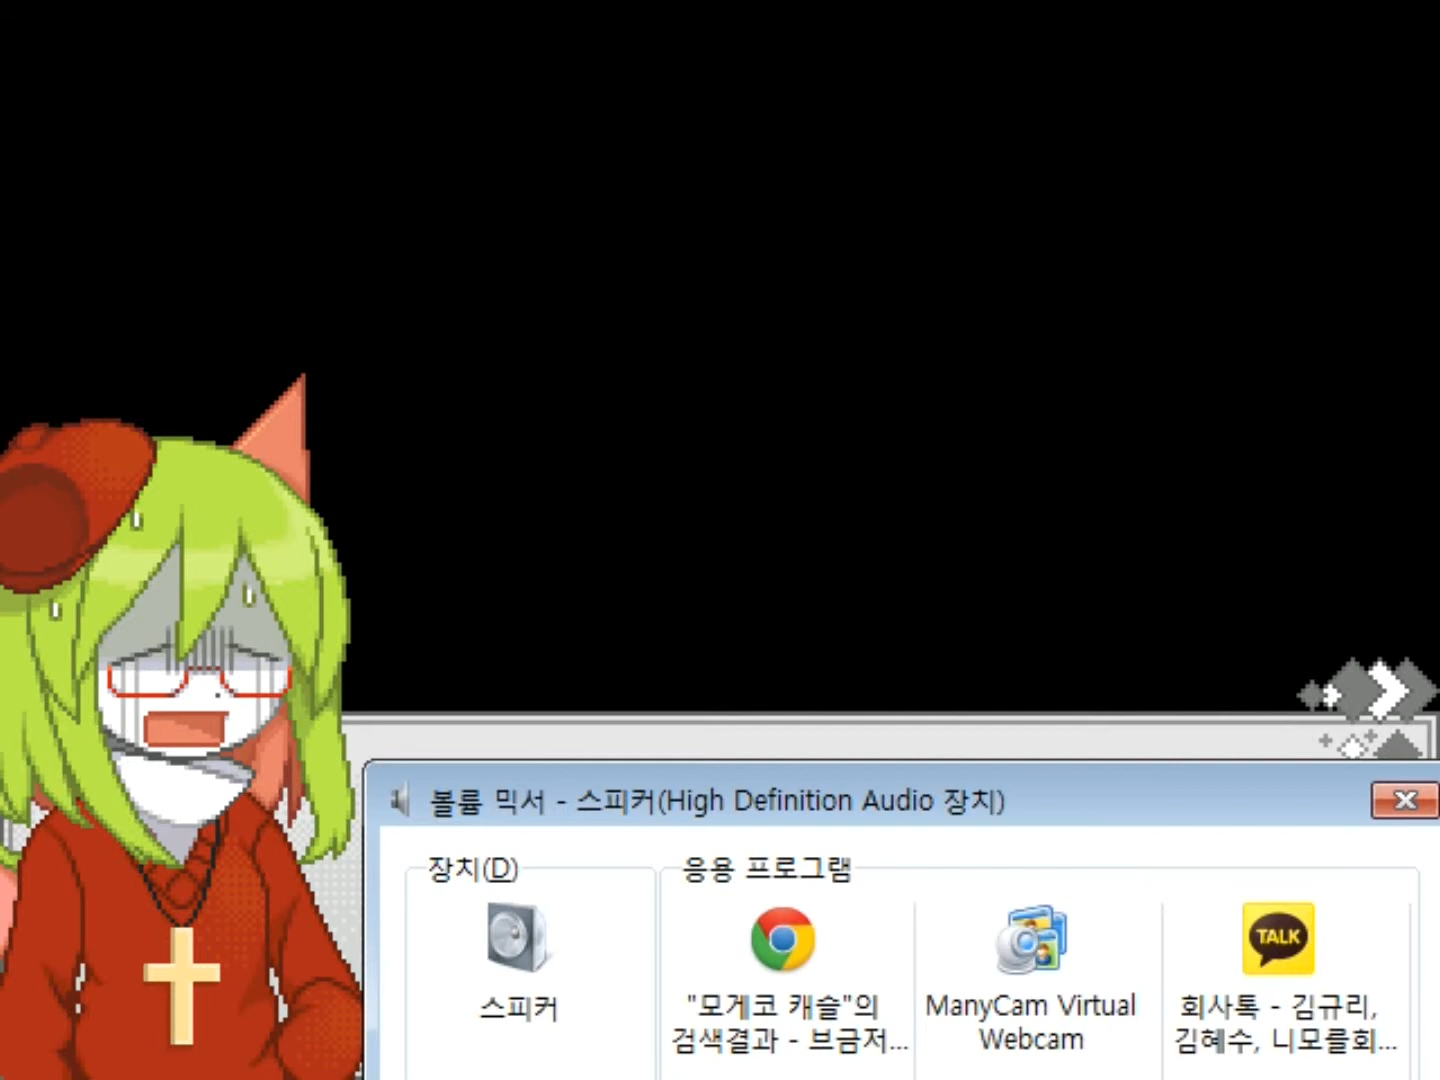 볼륨 믹서 - 스피커(High Definition Audio 장치)
장치(D)
응용 프로그램
TALK
스피커
"모게코 캐슬"의
검색결과 - 브금저...
ManyCam Virtual
Webcam
회사톡 - 김규리,
김혜수, 니모를회...